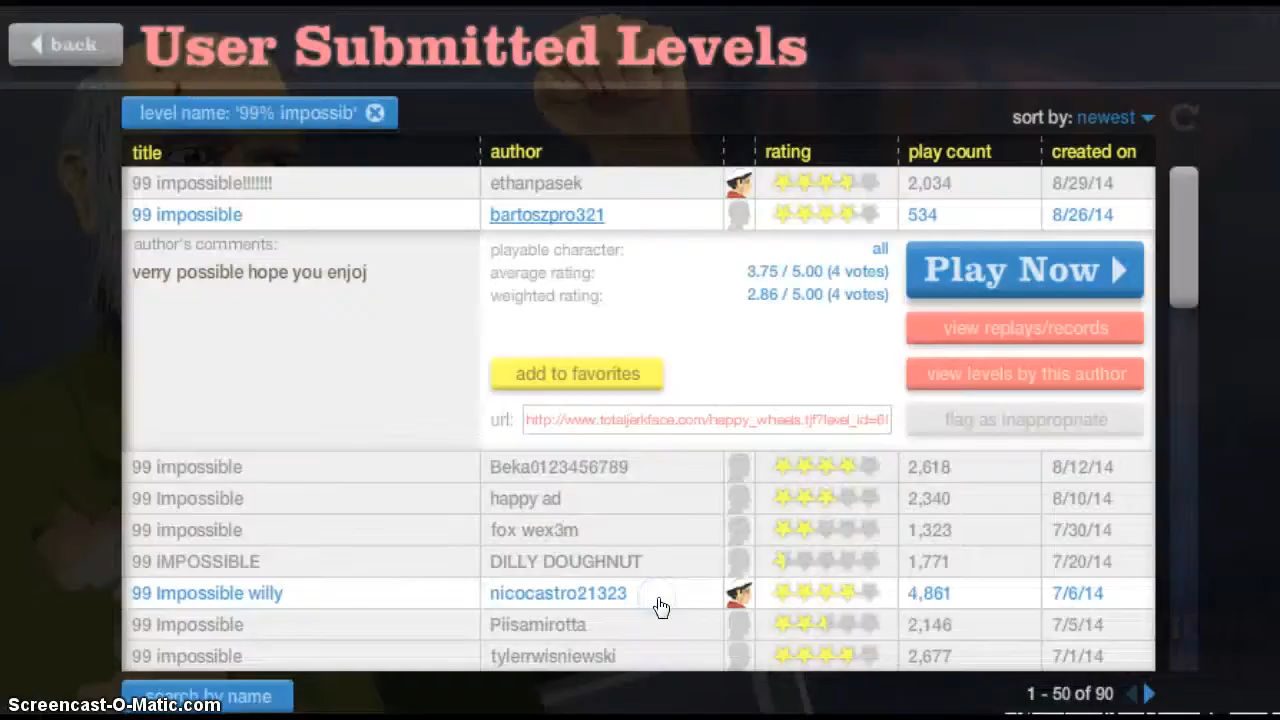 back
User Submitted Levels
level name: '99% impossib'
sort by: newest
title author rating play count created on
99 impossible!!!!!!! ethanpasek 2,034 8/29/14
99 impossible bartoszpro321 534 8/26/14
author's comments:
verry possible hope you enjoj
playable character: all
average rating: 3.75 / 5.00 (4 votes)
weighted rating: 2.86 / 5.00 (4 votes)
Play Now
view replays/records
add to favorites
view levels by this author
url: http://www.totaljerkface.com/happy_wheels.tjf?level_id=6
flag as inappropriate
99 impossible Beka0123456789 2,618 8/12/14
99 Impossible happy ad 2,340 8/10/14
99 impossible fox wex3m 1,323 7/30/14
99 IMPOSSIBLE DILLY DOUGHNUT 1,771 7/20/14
99 Impossible willy nicocastro21323 4,861 7/6/14
99 Impossible Piisamirotta 2,146 7/5/14
99 impossible tylerrwisniewski 2,677 7/1/14
search by name
1 - 50 of 90
Screencast-O-Matic.com